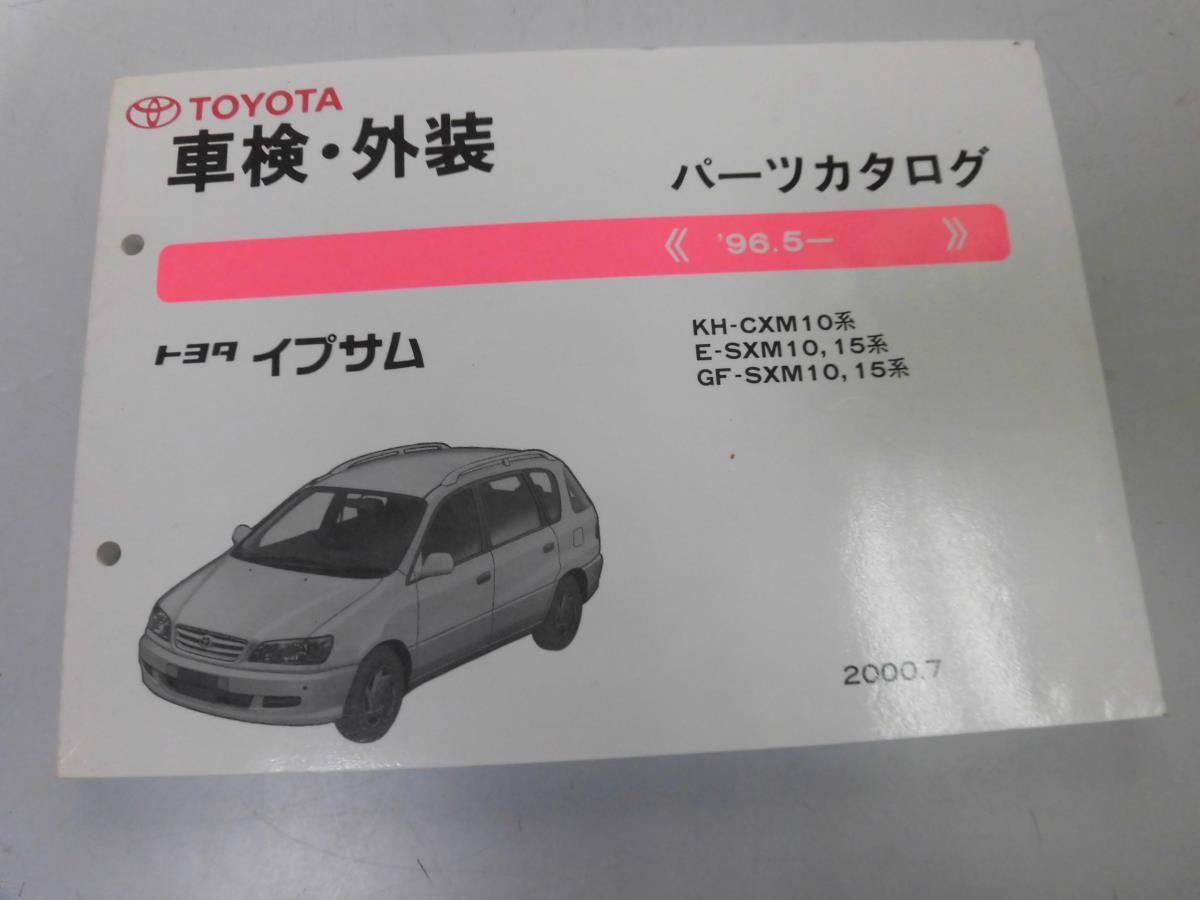 TOYOTA
車検・外装
パーツカタログ
《 '96.5ー 》
トヨタ イプサム
KH-CXM10系
E-SXM10,15系
GF-SXM10,15系
2000.7